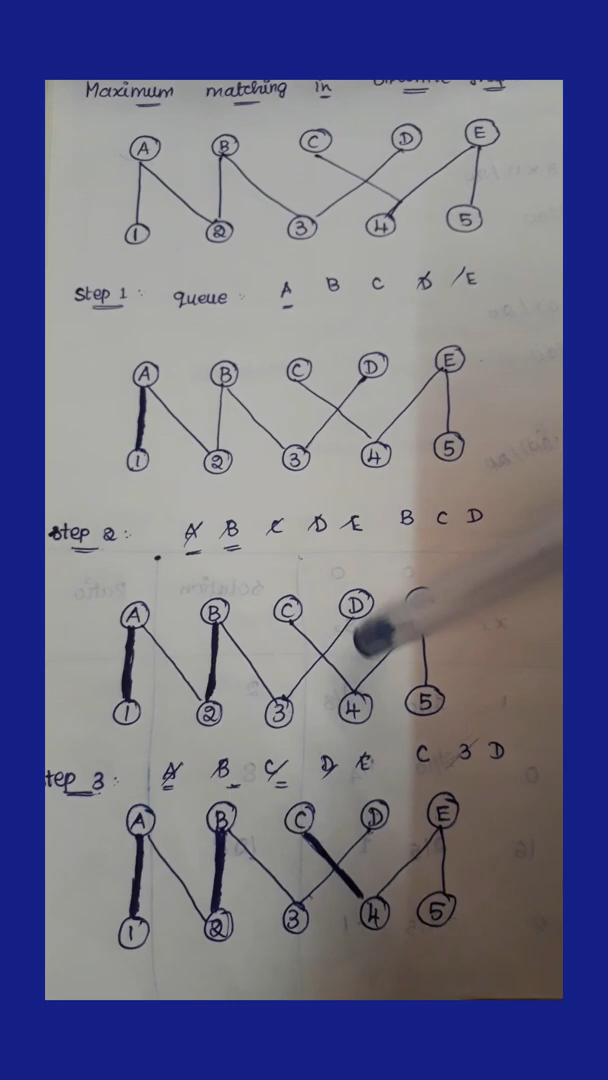 Maximum matching in
A B C D E
1 2 3 4 5
Step 1: queue: A B C D E
A B C D E
1 2 3 4 5
Step 2: A B C D E B C D
A B C D
1 2 3 4 5
tep 3: A B C D E C 3 D
A B C D E
1 2 3 4 5